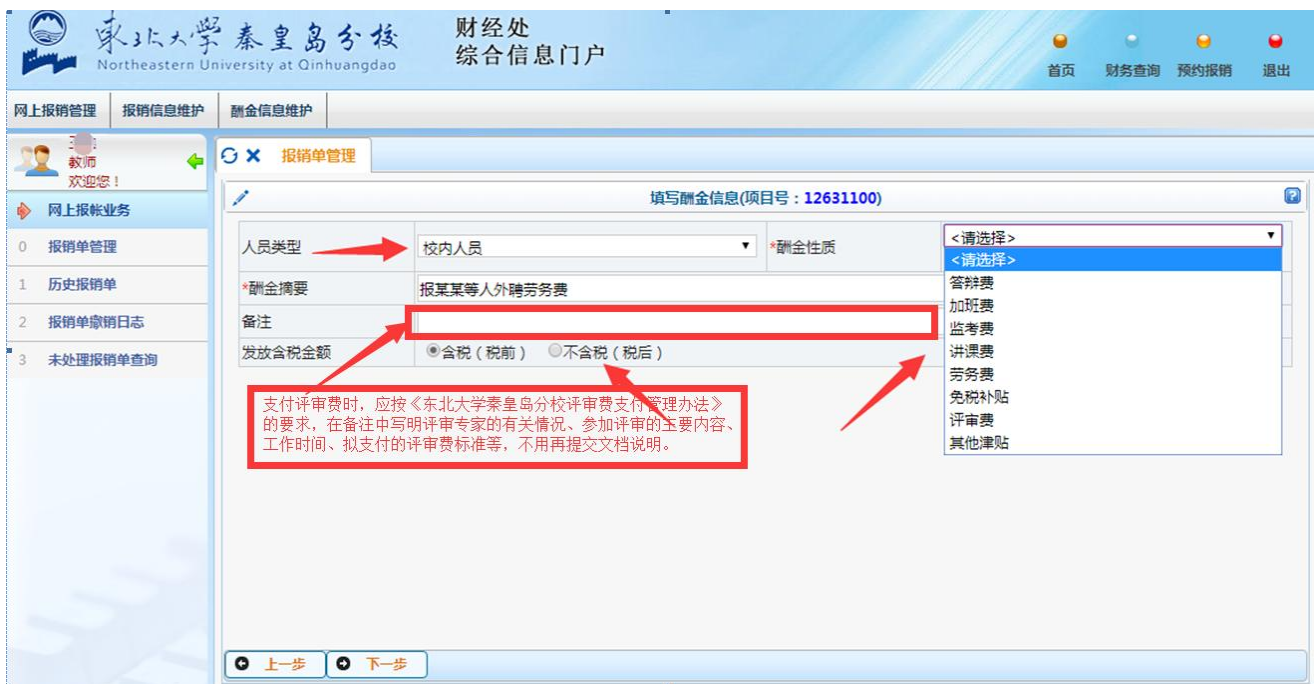 東北大学秦皇岛分校
Northeastern University at Qinhuangdao
财经处
综合信息门户
首页 财务查询 预约报销 退出
网上报销管理 报销信息维护 酬金信息维护
教师
欢迎您！
报销单管理
网上报帐业务
0 报销单管理
1 历史报销单
2 报销单撤销日志
3 未处理报销单查询
填写酬金信息(项目号：12631100)
人员类型 校内人员 *酬金性质 <请选择>
<请选择>
答辩费
加班费
监考费
讲课费
劳务费
免税补贴
评审费
其他津贴
*酬金摘要 报某某等人外聘劳务费
备注
发放含税金额 含税（税前） 不含税（税后）
支付评审费时，应按《东北大学秦皇岛分校评审费支付管理办法》
的要求，在备注中写明评审专家的有关情况、参加评审的主要内容、
工作时间、拟支付的评审费标准等，不用再提交文档说明。
上一步 下一步